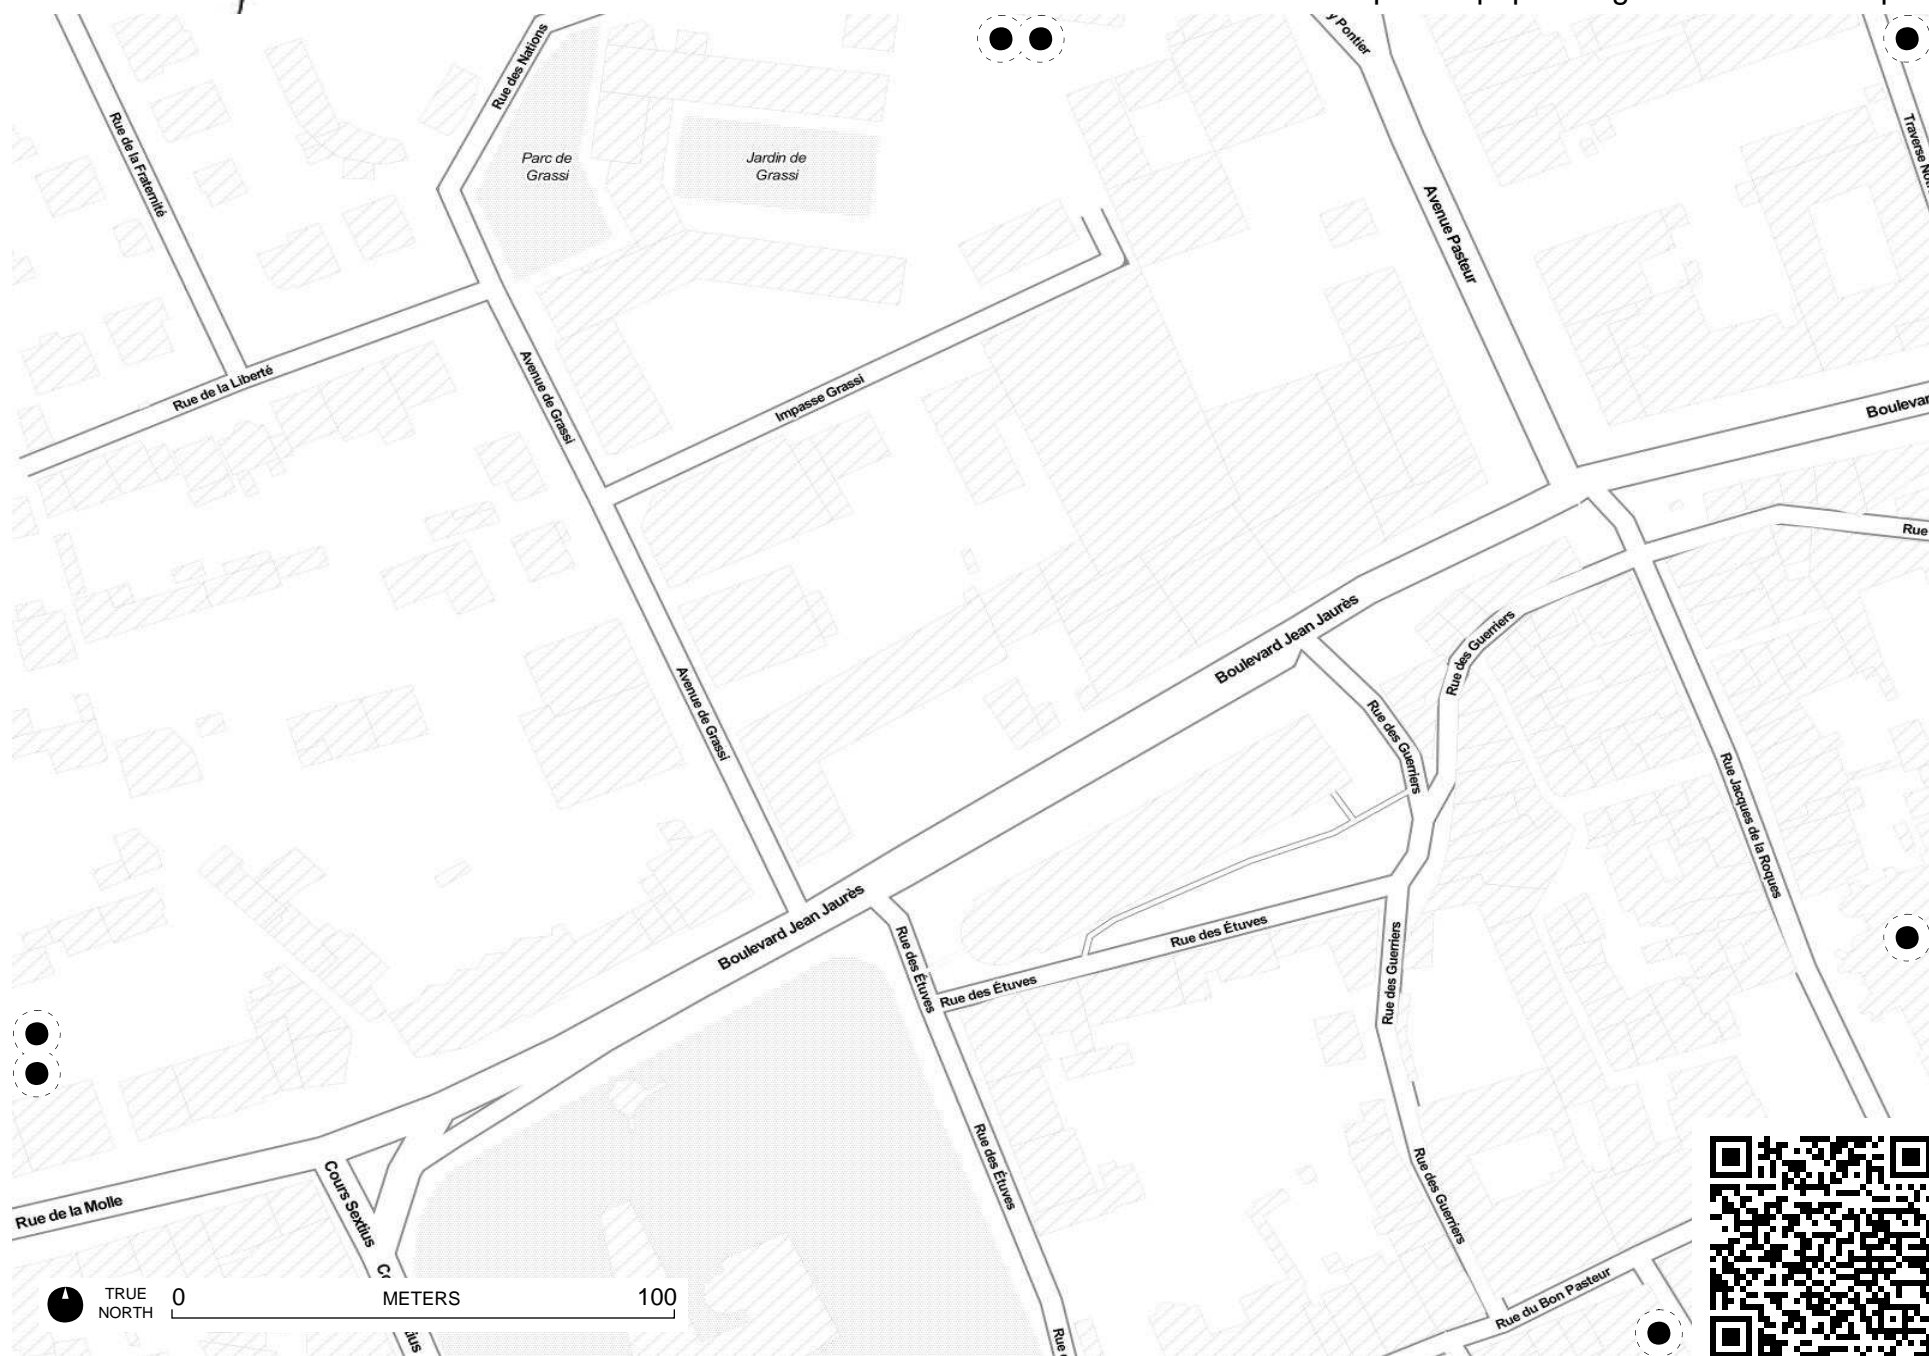 Rue des Nations
Pontier
Rue de la Fraternité
Parc de
Grassi
Jardin de
Grassi
Avenue Pasteur
Rue de la Liberté
Avenue de Grassi
Impasse Grassi
Boulevar
Rue
Boulevard Jean Jaurès
Rue des Guerriers
Avenue de Grassi
Rue des Guerriers
Rue Jacques de la Roques
Boulevard Jean Jaurès
Rue des Étuves
Rue des Étuves
Rue des Étuves
Rue des Guerriers
Rue des Étuves
Rue de la Molle
Cours Sextius
Rue des Guerriers
Rue du Bon Pasteur
TRUE
NORTH
0
METERS
100
Rue